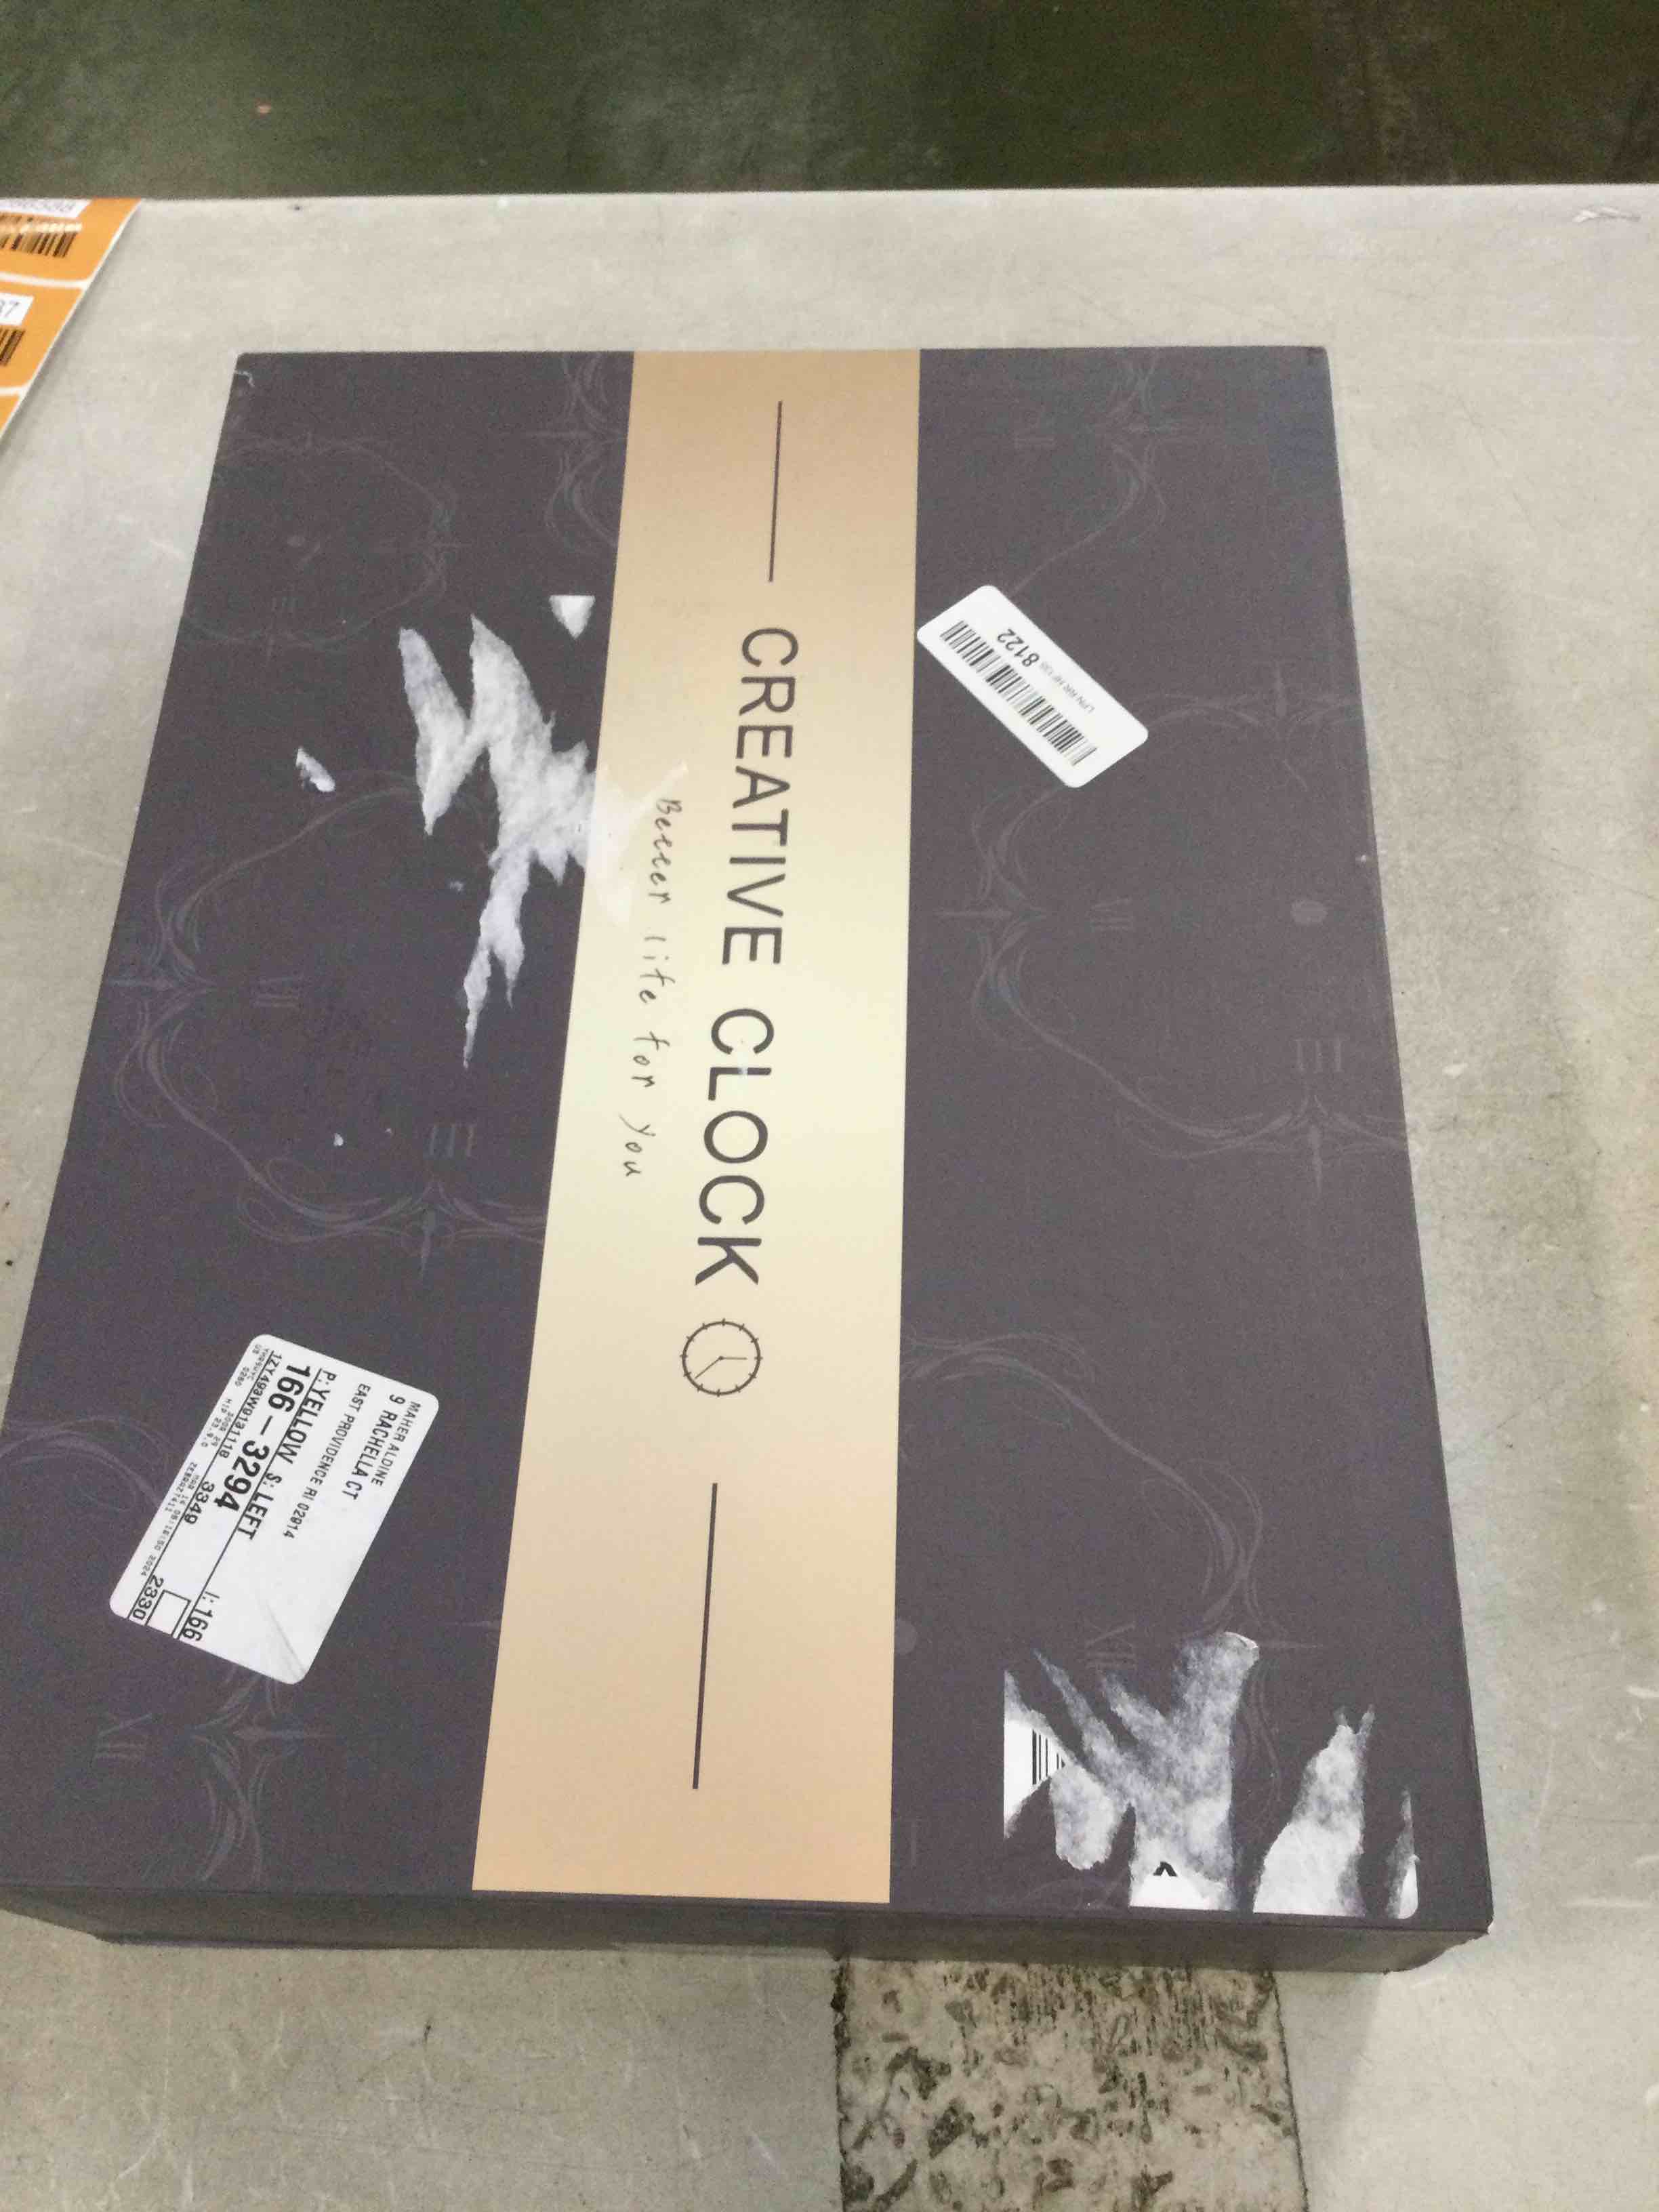 CREATIVE CLOCK
Better life for you
8122
MAHER ALDINE
9 RACHELLA CT
EAST PROVIDENCE RI 02914
P: YELLOW S: LEFT I: 166
166-3294
3349
2330
US